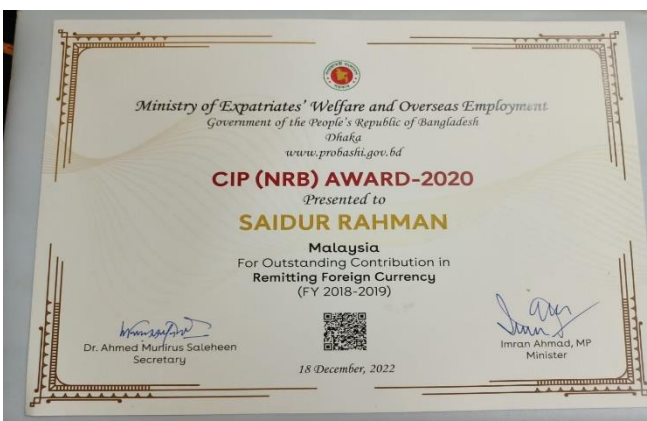 Ministry of Expatriates' Welfare and Overseas Employment
Government of the People's Republic of Bangladesh
Dhaka
www.probashi.gov.bd
CIP (NRB) AWARD-2020
Presented to
SAIDUR RAHMAN
Malaysia
For Outstanding Contribution in
Remitting Foreign Currency
(FY 2018-2019)
Dr. Ahmed Munirus Saleheen
Secretary
Imran Ahmad, MP
Minister
18 December, 2022